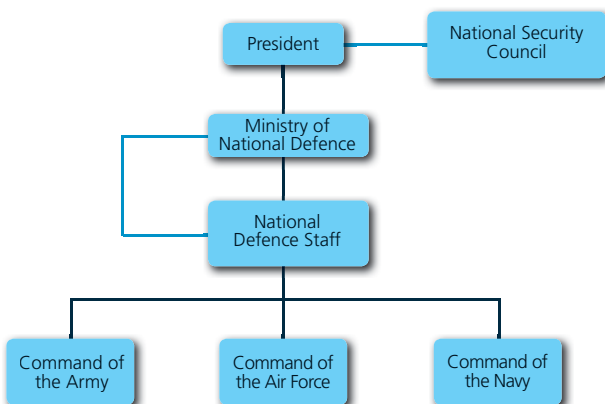 President
National Security
Council
Ministry of
National Defence
National
Defence Staff
Command of
the Army
Command of
the Air Force
Command of
the Navy